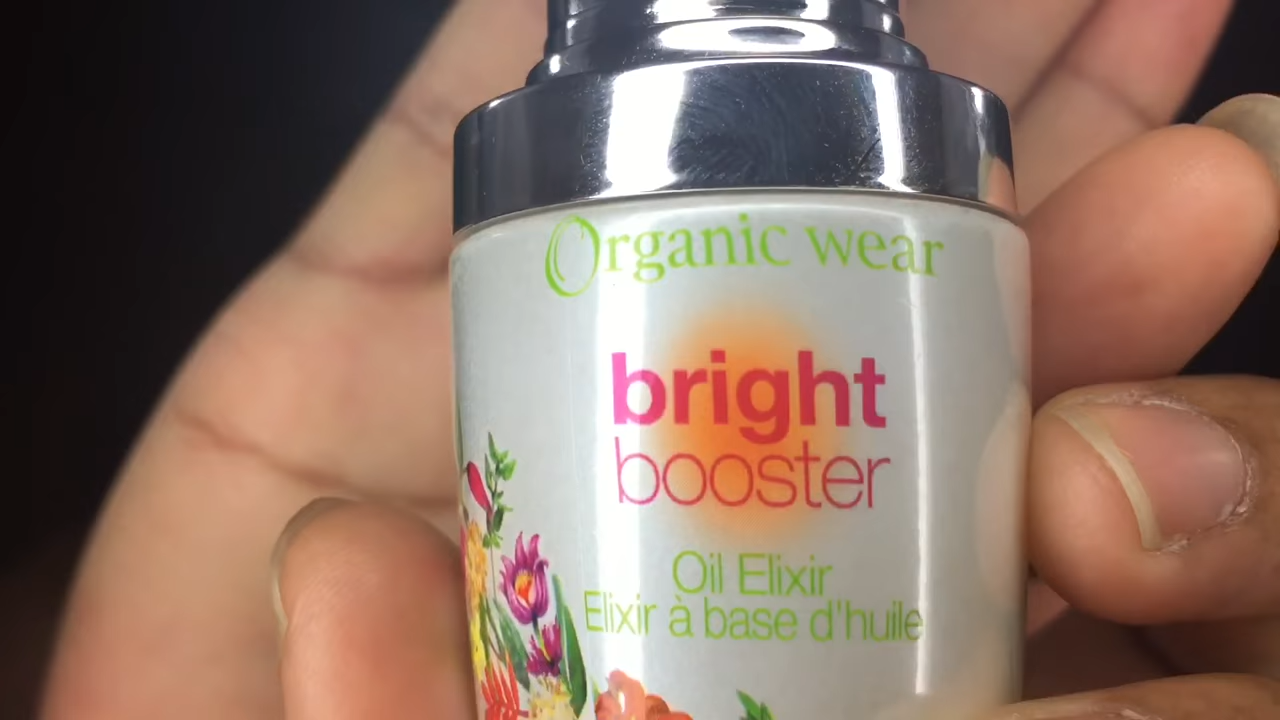 Organic wear
bright
booster
Oil Elixir
Elixir à base d'huile